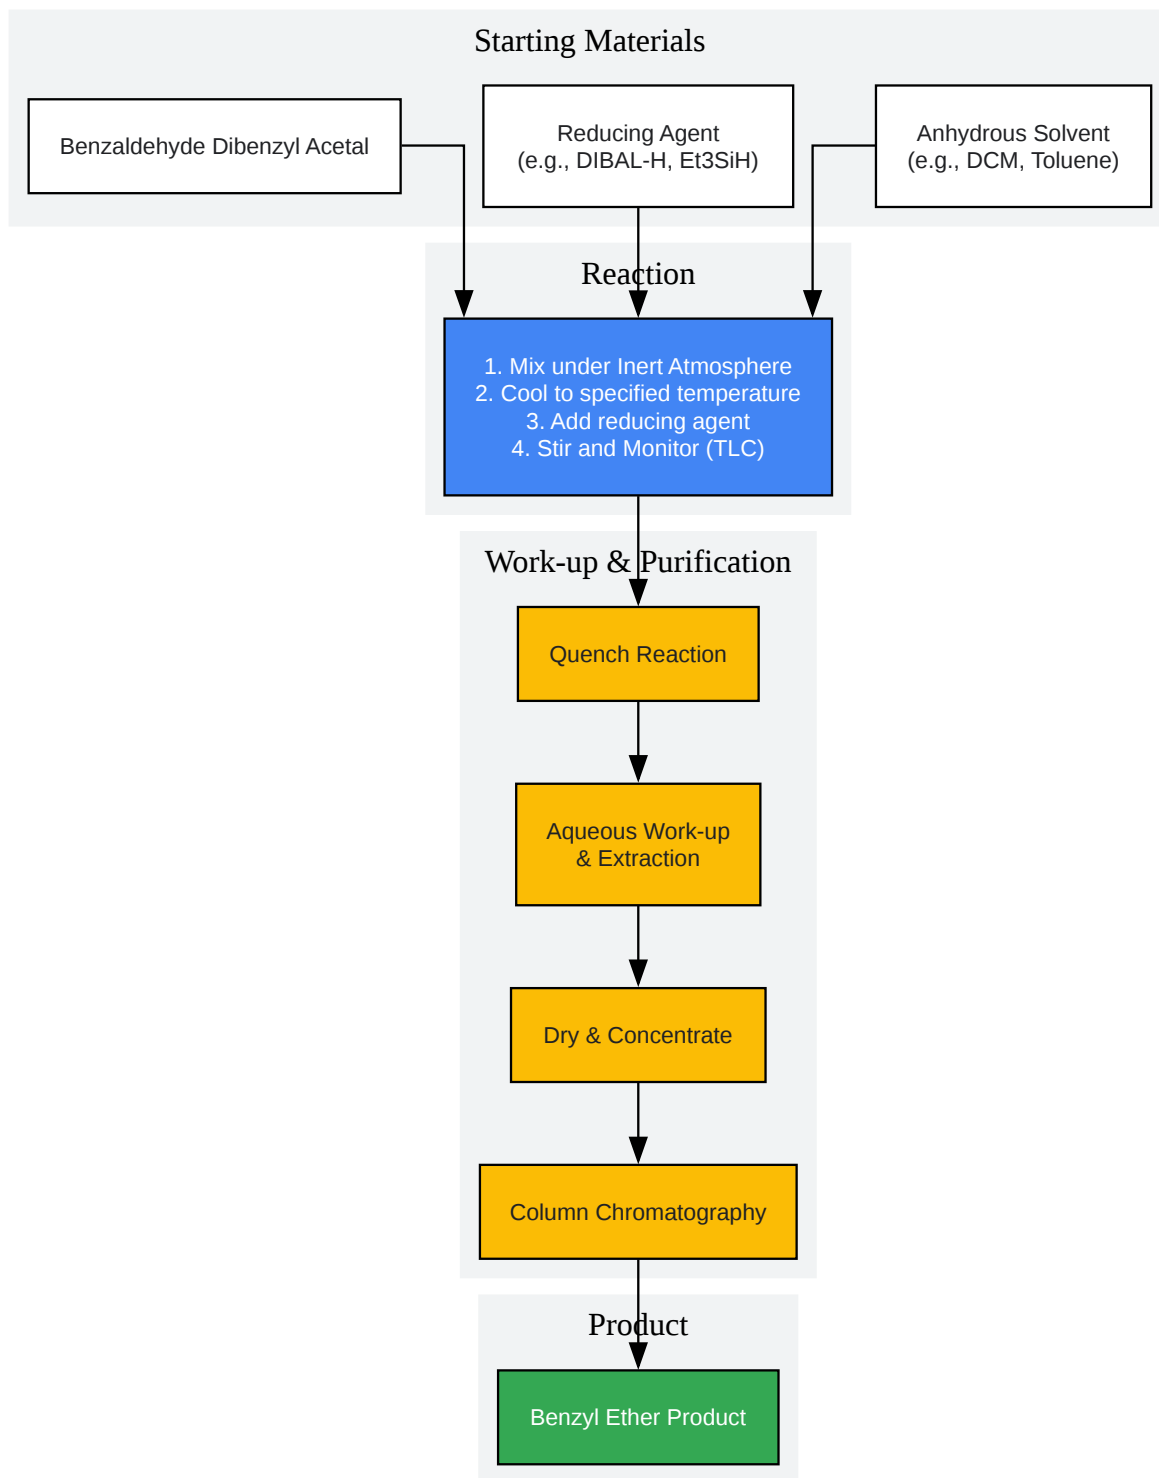 Starting Materials
Benzaldehyde Dibenzyl Acetal
Reducing Agent
(e.g., DIBAL-H, Et3SiH)
Anhydrous Solvent
(e.g., DCM, Toluene)
Reaction
1. Mix under Inert Atmosphere
2. Cool to specified temperature
3. Add reducing agent
4. Stir and Monitor (TLC)
Work-up & Purification
Quench Reaction
Aqueous Work-up
& Extraction
Dry & Concentrate
Column Chromatography
Product
Benzyl Ether Product